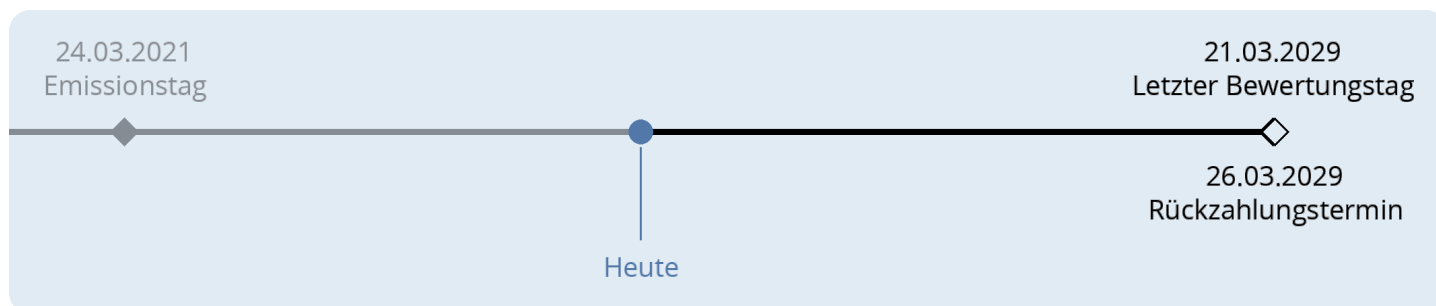 24.03.2021
Emissionstag
21.03.2029
Letzter Bewertungstag
26.03.2029
Rückzahlungstermin
Heute